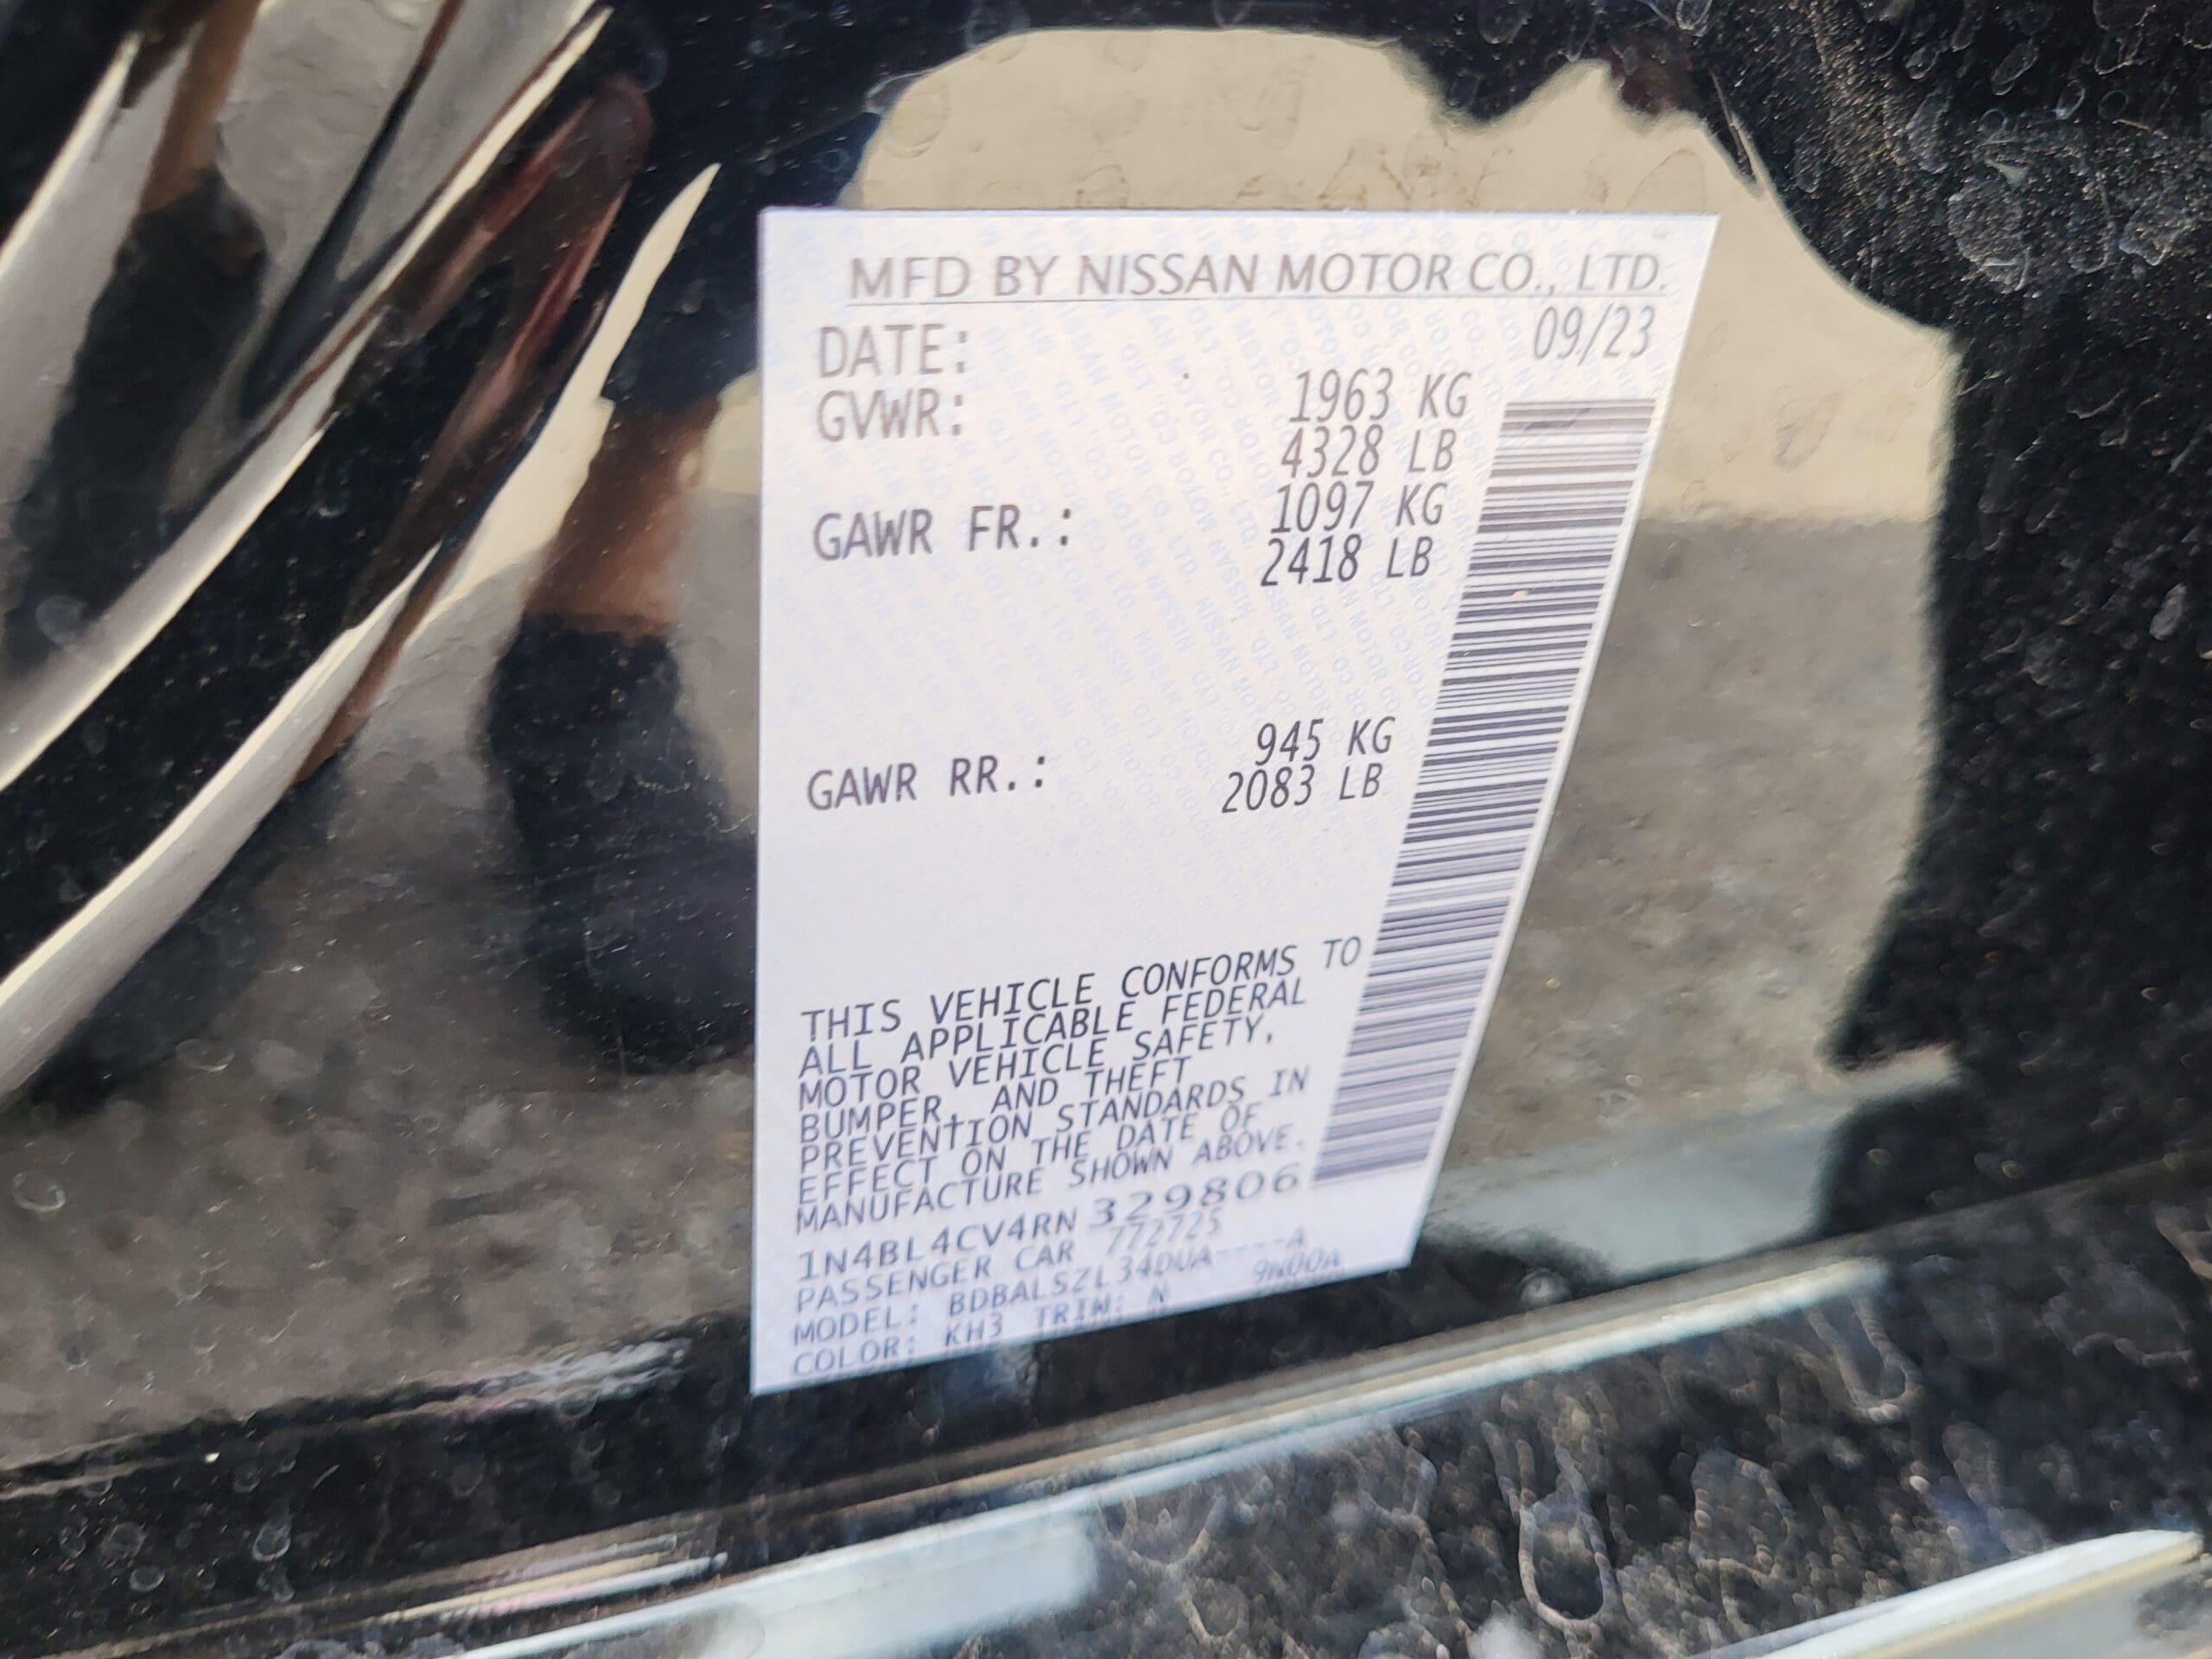 MFD BY NISSAN MOTOR CO., LTD.
DATE: 09/23
GVWR: 1963 KG
4328 LB
GAWR FR.: 1097 KG
2418 LB
GAWR RR.: 945 KG
2083 LB
THIS VEHICLE CONFORMS TO
ALL APPLICABLE FEDERAL
MOTOR VEHICLE SAFETY,
BUMPER, AND THEFT
PREVENTION STANDARDS IN
EFFECT ON THE DATE OF
MANUFACTURE SHOWN ABOVE.
1N4BL4CV4RN 329806
PASSENGER CAR 772725
MODEL: BDBALSZL34DUA----A
COLOR: KH3 TRIM: N 9N00A